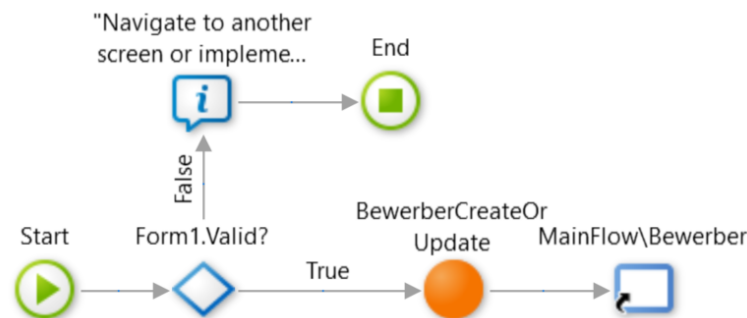 "Navigate to another
screen or impleme...
End
False
Start
Form1.Valid?
True
BewerberCreateOr
Update
MainFlow\Bewerber